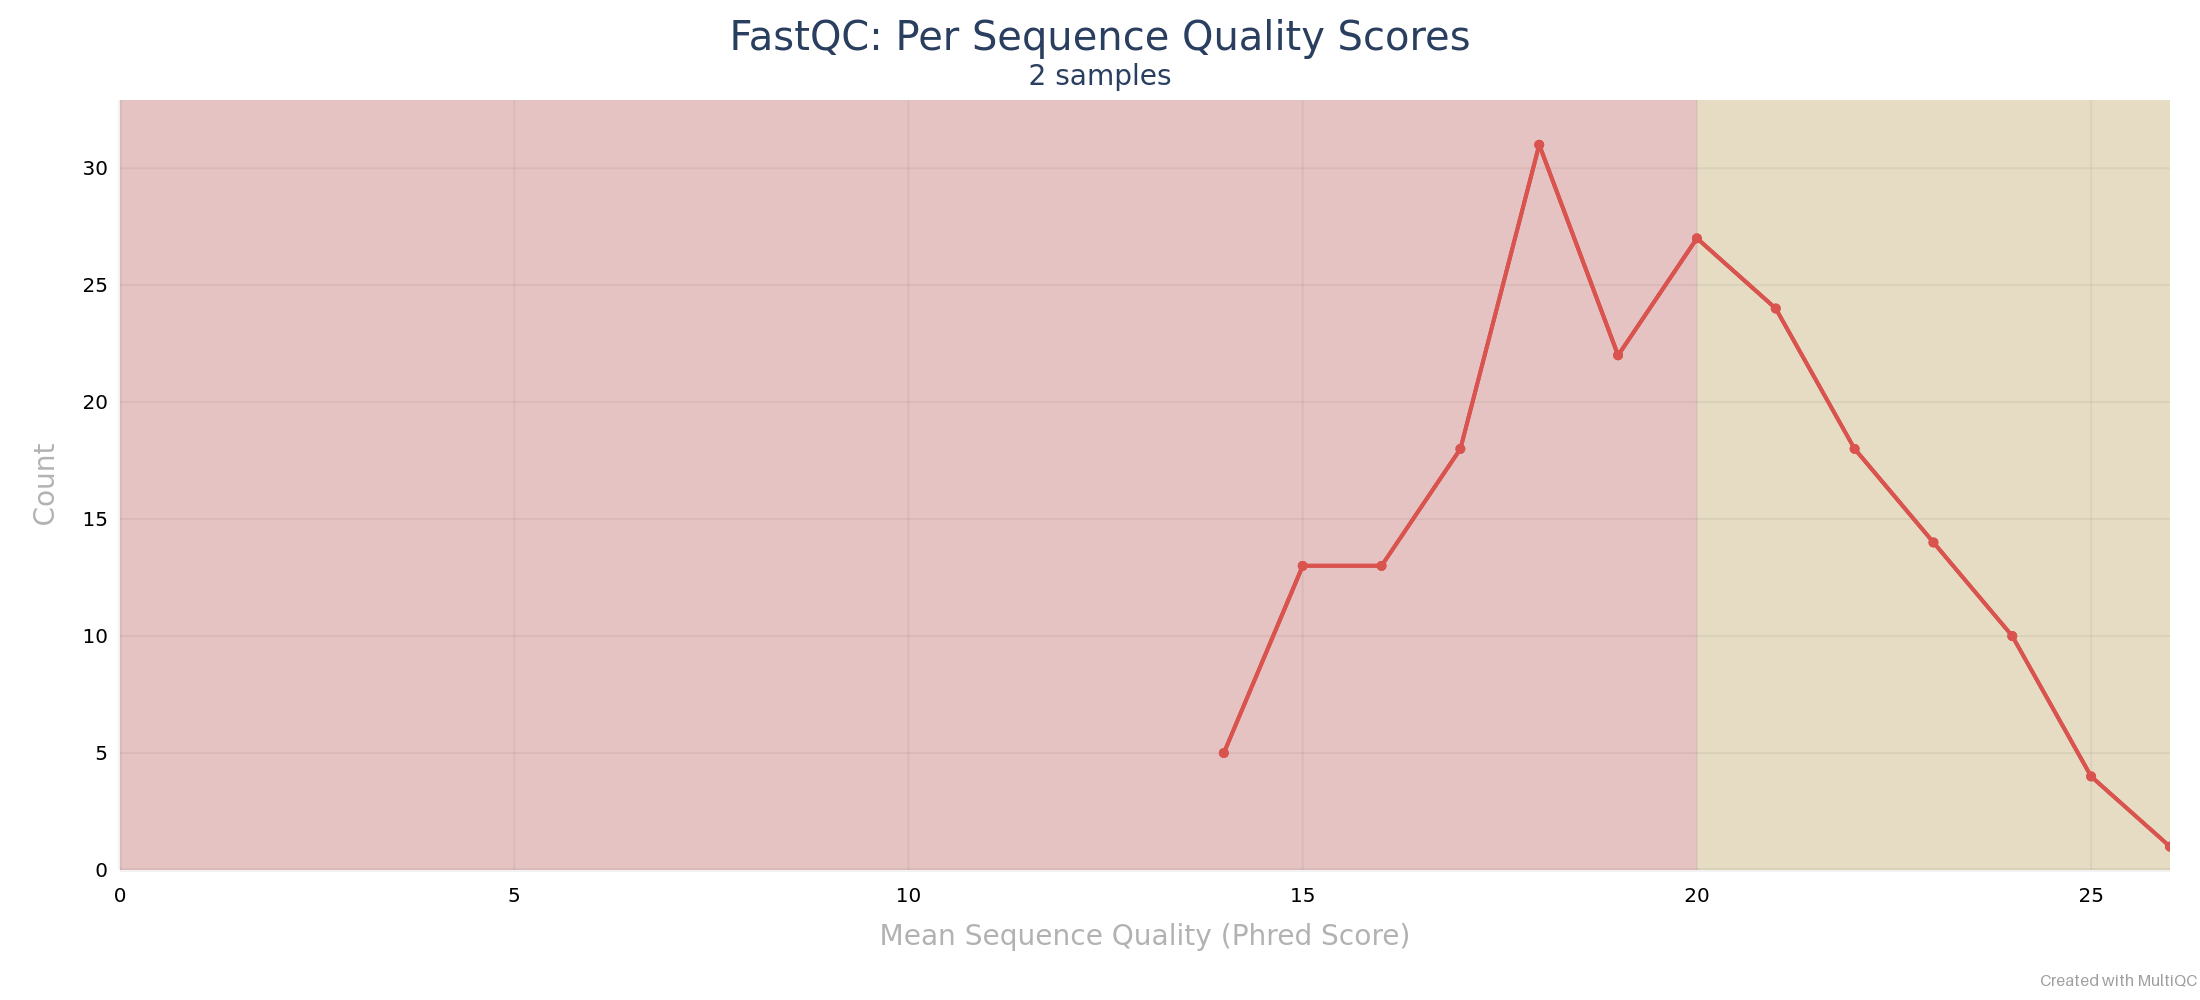 FastQC: Per Sequence Quality Scores
2 samples
30
25
20
15
10
5
0
Count
0 5 10 15 20 25
Mean Sequence Quality (Phred Score)
Created with MultiQC